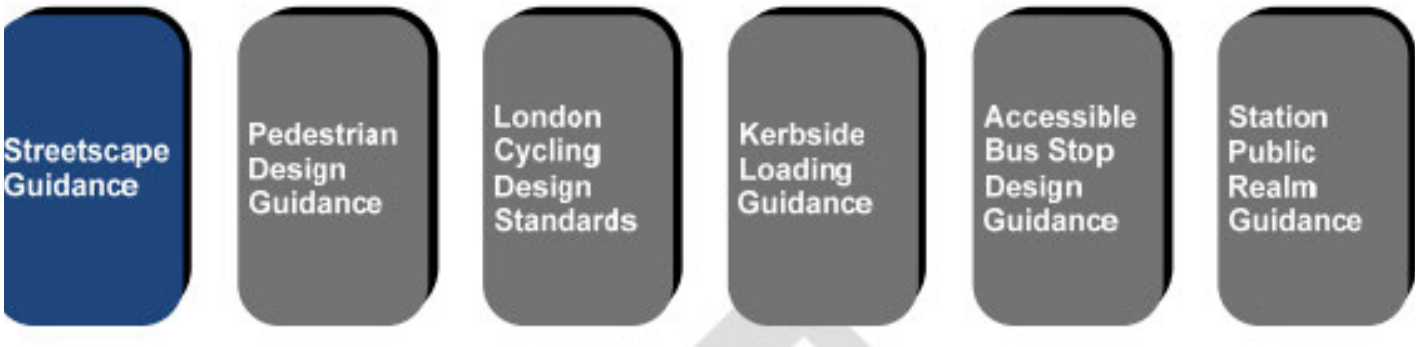 Streetscape
Guidance
Pedestrian
Design
Guidance
London
Cycling
Design
Standards
Kerbside
Loading
Guidance
Accessible
Bus Stop
Design
Guidance
Station
Public
Realm
Guidance